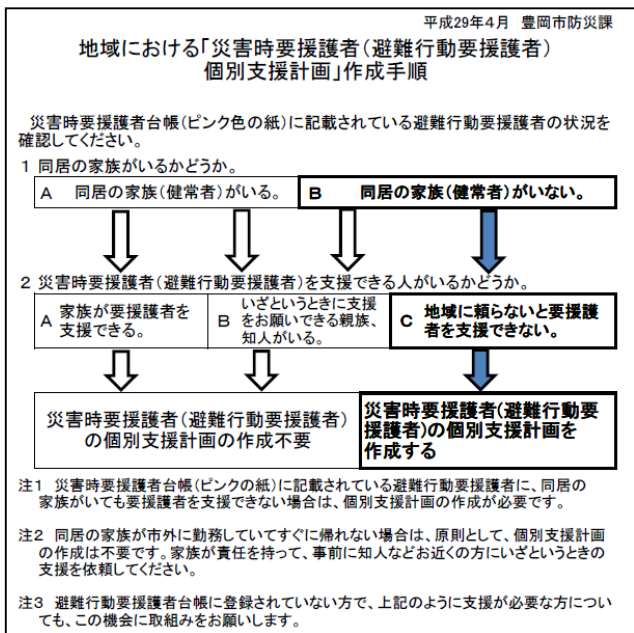 平成29年4月 豊岡市防災課
地域における「災害時要援護者（避難行動要援護者）
個別支援計画」作成手順
災害時要援護者台帳（ピンク色の紙）に記載されている避難行動要援護者の状況を
確認してください。
1 同居の家族がいるかどうか。
A 同居の家族（健常者）がいる。
B 同居の家族（健常者）がいない。
2 災害時要援護者（避難行動要援護者）を支援できる人がいるかどうか。
A 家族が要援護者を
支援できる。
B いざというときに支援
をお願いできる親族、
知人がいる。
C 地域に頼らないと要援護
者を支援できない。
災害時要援護者（避難行動要援護者）
の個別支援計画の作成不要
災害時要援護者（避難行動要
援護者）の個別支援計画を
作成する
注1 災害時要援護者台帳（ピンクの紙）に記載されている避難行動要援護者に、同居の
家族がいても要援護者を支援できない場合は、個別支援計画の作成が必要です。
注2 同居の家族が市外に勤務していてすぐに帰れない場合は、原則として、個別支援計画
の作成は不要です。家族が責任を持って、事前に知人などお近くの方にいざというときの
支援を依頼してください。
注3 避難行動要援護者台帳に登録されていない方で、上記のように支援が必要な方につい
ても、この機会に取組みをお願いします。